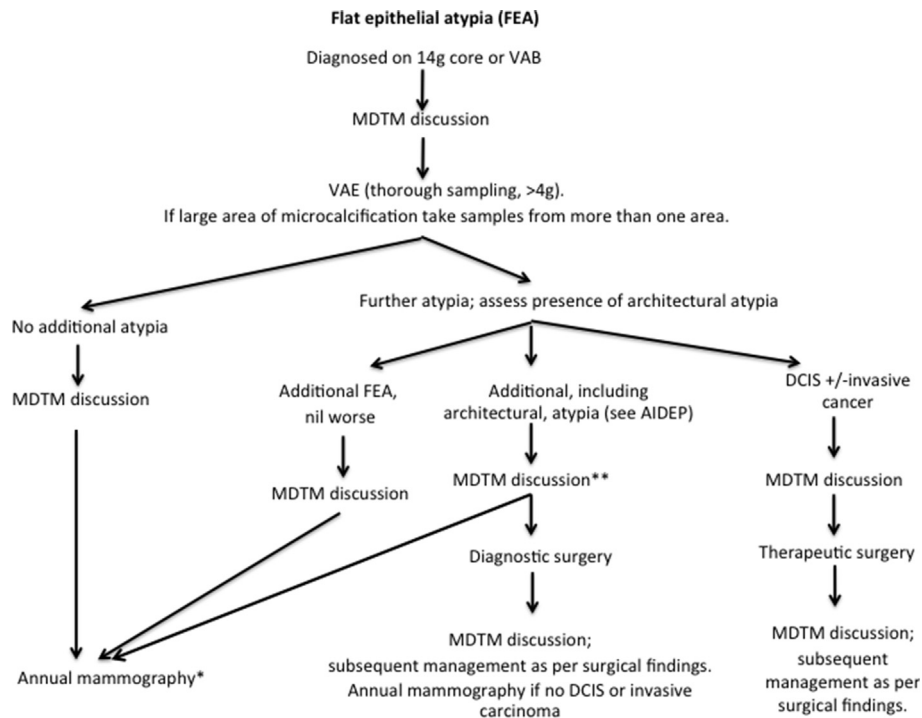 Flat epithelial atypia (FEA)
Diagnosed on 14g core or VAB
MDTM discussion
VAE (thorough sampling, >4g).
If large area of microcalcification take samples from more than one area.
No additional atypia
MDTM discussion
Further atypia; assess presence of architectural atypia
Additional FEA,
nil worse
MDTM discussion
Additional, including
architectural, atypia (see AIDEP)
MDTM discussion**
Diagnostic surgery
MDTM discussion;
subsequent management as per surgical findings.
Annual mammography if no DCIS or invasive
carcinoma
DCIS +/-invasive
cancer
MDTM discussion
Therapeutic surgery
MDTM discussion;
subsequent
management as per
surgical findings.
Annual mammography*